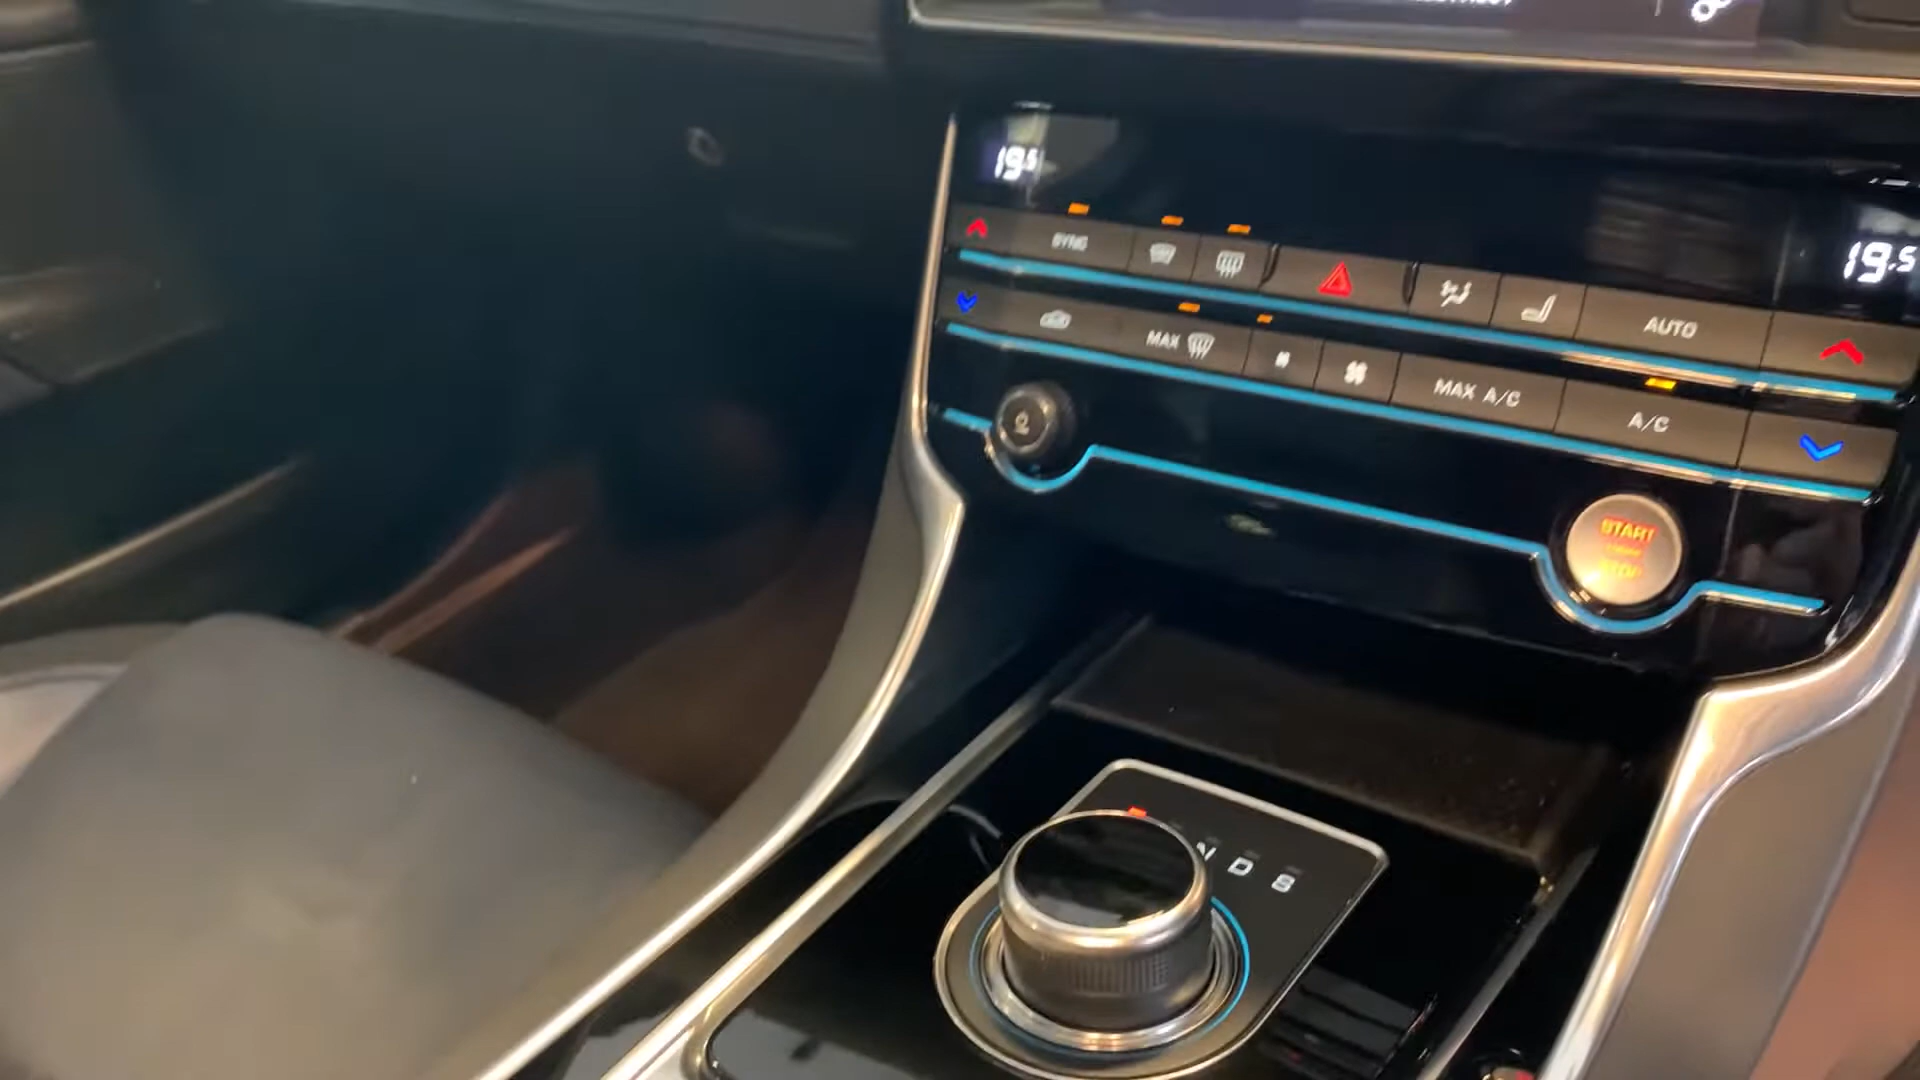 19.5
19.5
SYNC
AUTO
MAX
MAX A/C
A/C
START
STOP
N D S